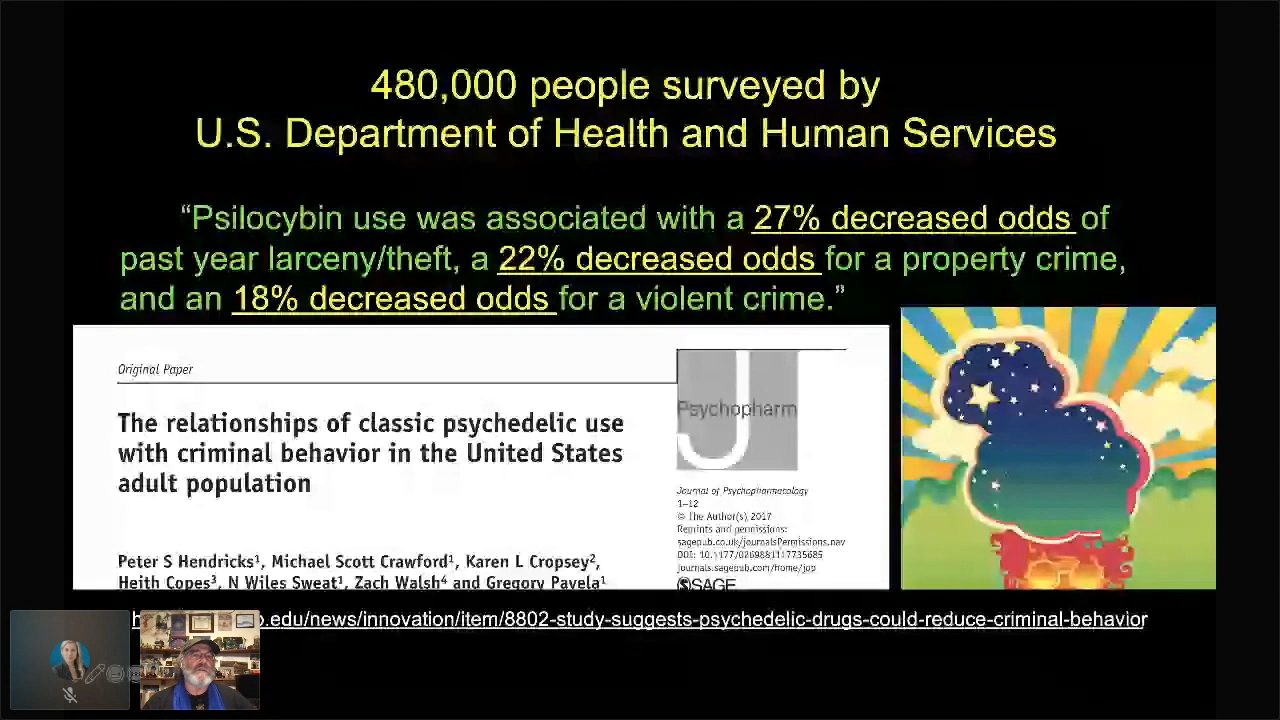 480,000 people surveyed by
U.S. Department of Health and Human Services
“Psilocybin use was associated with a 27% decreased odds of
past year larceny/theft, a 22% decreased odds for a property crime,
and an 18% decreased odds for a violent crime.”
Original Paper
The relationships of classic psychedelic use
with criminal behavior in the United States
adult population
Peter S Hendricks¹, Michael Scott Crawford¹, Karen L Cropsey²,
Heith Copes³, N Wiles Sweat¹, Zach Walsh⁴ and Gregory Pavela¹
J
Psychopharm
Journal of Psychopharmacology
1–12
© The Author(s) 2017
Reprints and permissions:
sagepub.co.uk/journalsPermissions.nav
DOI: 10.1177/0269881117735685
journals.sagepub.com/home/jop
SAGE
.edu/news/innovation/item/8802-study-suggests-psychedelic-drugs-could-reduce-criminal-behavior